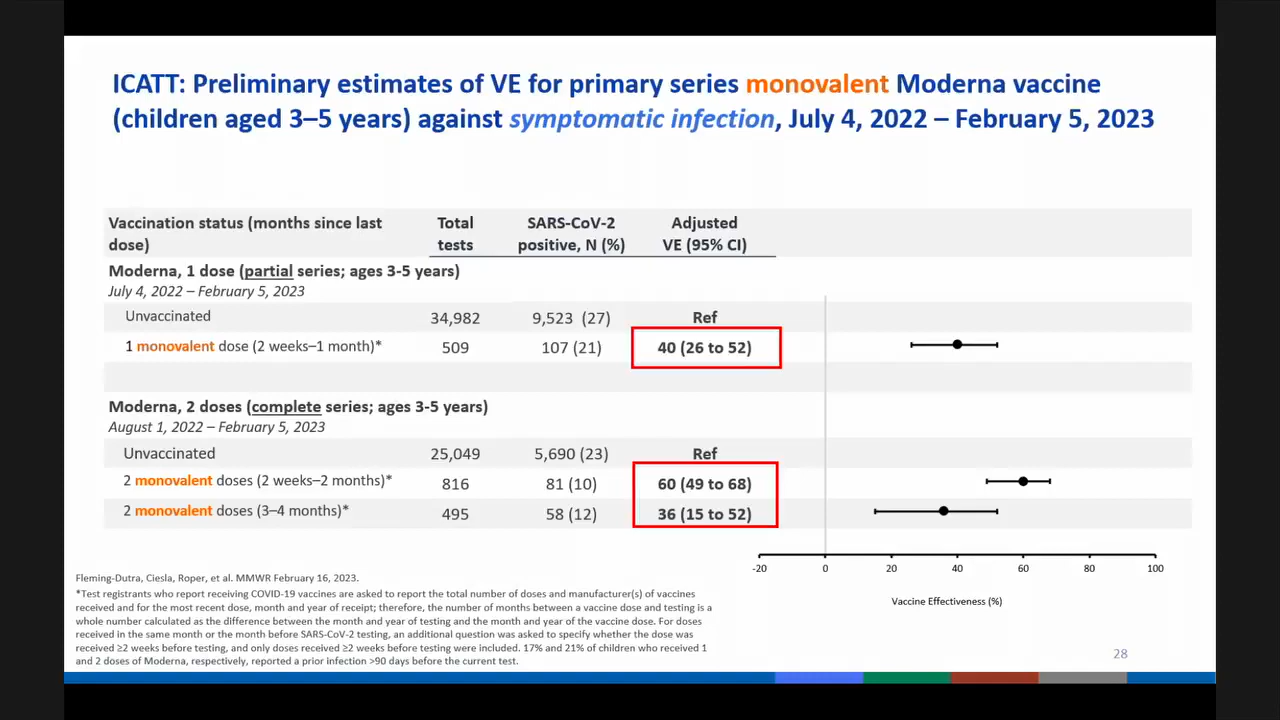 ICATT: Preliminary estimates of VE for primary series monovalent Moderna vaccine
(children aged 3–5 years) against symptomatic infection, July 4, 2022 – February 5, 2023
Vaccination status (months since last dose) Total tests SARS-CoV-2 positive, N (%) Adjusted VE (95% CI)
Moderna, 1 dose (partial series; ages 3-5 years)
July 4, 2022 – February 5, 2023
Unvaccinated 34,982 9,523 (27) Ref
1 monovalent dose (2 weeks–1 month)* 509 107 (21) 40 (26 to 52)
Moderna, 2 doses (complete series; ages 3-5 years)
August 1, 2022 – February 5, 2023
Unvaccinated 25,049 5,690 (23) Ref
2 monovalent doses (2 weeks–2 months)* 816 81 (10) 60 (49 to 68)
2 monovalent doses (3–4 months)* 495 58 (12) 36 (15 to 52)
-20 0 20 40 60 80 100
Vaccine Effectiveness (%)
Fleming-Dutra, Ciesla, Roper, et al. MMWR February 16, 2023.
*Test registrants who report receiving COVID-19 vaccines are asked to report the total number of doses and manufacturer(s) of vaccines
received and for the most recent dose, month and year of receipt; therefore, the number of months between a vaccine dose and testing is a
whole number calculated as the difference between the month and year of testing and the month and year of the vaccine dose. For doses
received in the same month or the month before SARS-CoV-2 testing, an additional question was asked to specify whether the dose was
received ≥2 weeks before testing, and only doses received ≥2 weeks before testing were included. 17% and 21% of children who received 1
and 2 doses of Moderna, respectively, reported a prior infection >90 days before the current test.
28